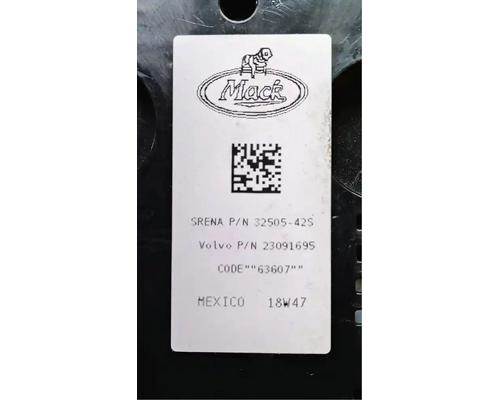 Mack
SRENA P/N 32505-42S
Volvo P/N 23091695
CODE""63607""
MEXICO 18W47